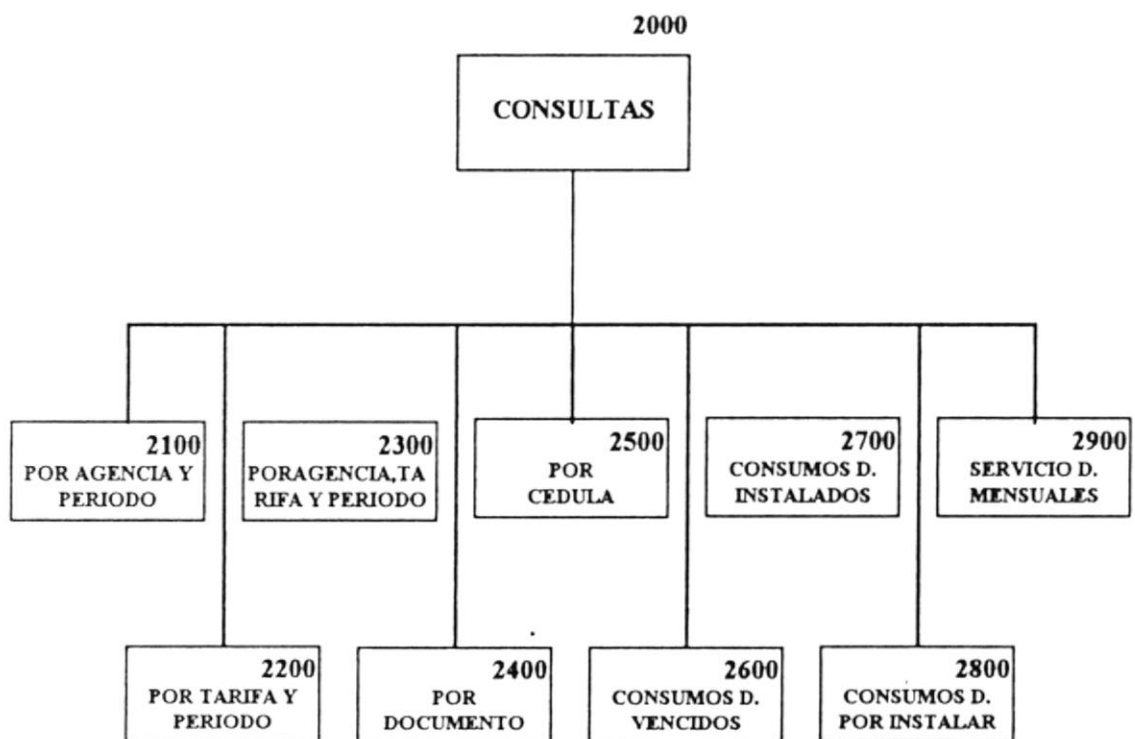 2000
CONSULTAS
2100
POR AGENCIA Y
PERIODO
2300
PORAGENCIA,TA
RIFA Y PERIODO
2500
POR
CEDULA
2700
CONSUMOS D.
INSTALADOS
2900
SERVICIO D.
MENSUALES
2200
POR TARIFA Y
PERIODO
2400
POR
DOCUMENTO
2600
CONSUMOS D.
VENCIDOS
2800
CONSUMOS D.
POR INSTALAR